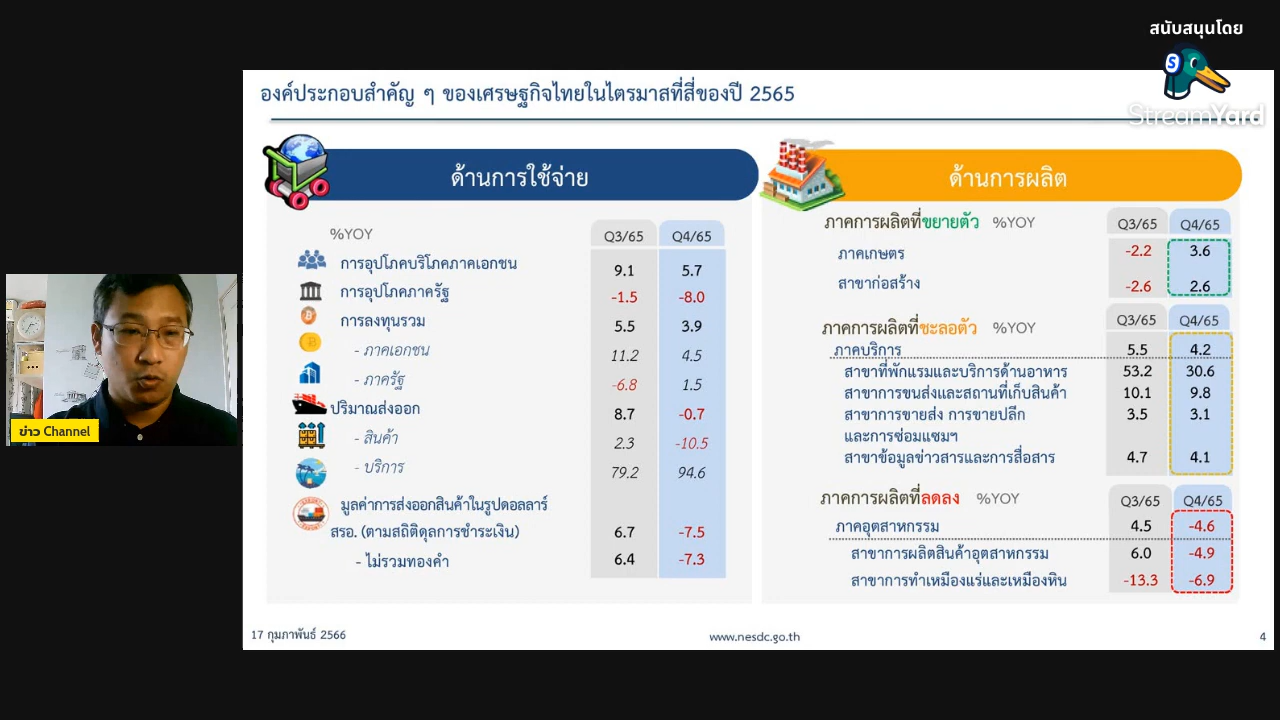 สนับสนุนโดย
S
StreamYard
องค์ประกอบสำคัญ ๆ ของเศรษฐกิจไทยในไตรมาสที่สี่ของปี 2565
ด้านการใช้จ่าย
%YOY Q3/65 Q4/65
การอุปโภคบริโภคภาคเอกชน 9.1 5.7
การอุปโภคภาครัฐ -1.5 -8.0
การลงทุนรวม 5.5 3.9
- ภาคเอกชน 11.2 4.5
- ภาครัฐ -6.8 1.5
ปริมาณส่งออก 8.7 -0.7
- สินค้า 2.3 -10.5
- บริการ 79.2 94.6
มูลค่าการส่งออกสินค้าในรูปดอลลาร์
สรอ. (ตามสถิติดุลการชำระเงิน) 6.7 -7.5
- ไม่รวมทองคำ 6.4 -7.3
ด้านการผลิต
ภาคการผลิตที่ขยายตัว %YOY Q3/65 Q4/65
ภาคเกษตร -2.2 3.6
สาขาก่อสร้าง -2.6 2.6
ภาคการผลิตที่ชะลอตัว %YOY Q3/65 Q4/65
ภาคบริการ 5.5 4.2
สาขาที่พักแรมและบริการด้านอาหาร 53.2 30.6
สาขาการขนส่งและสถานที่เก็บสินค้า 10.1 9.8
สาขาการขายส่ง การขายปลีก 3.5 3.1
และการซ่อมแซมฯ
สาขาข้อมูลข่าวสารและการสื่อสาร 4.7 4.1
ภาคการผลิตที่ลดลง %YOY Q3/65 Q4/65
ภาคอุตสาหกรรม 4.5 -4.6
สาขาการผลิตสินค้าอุตสาหกรรม 6.0 -4.9
สาขาการทำเหมืองแร่และเหมืองหิน -13.3 -6.9
ข่าว Channel
17 กุมภาพันธ์ 2566
www.nesdc.go.th
4